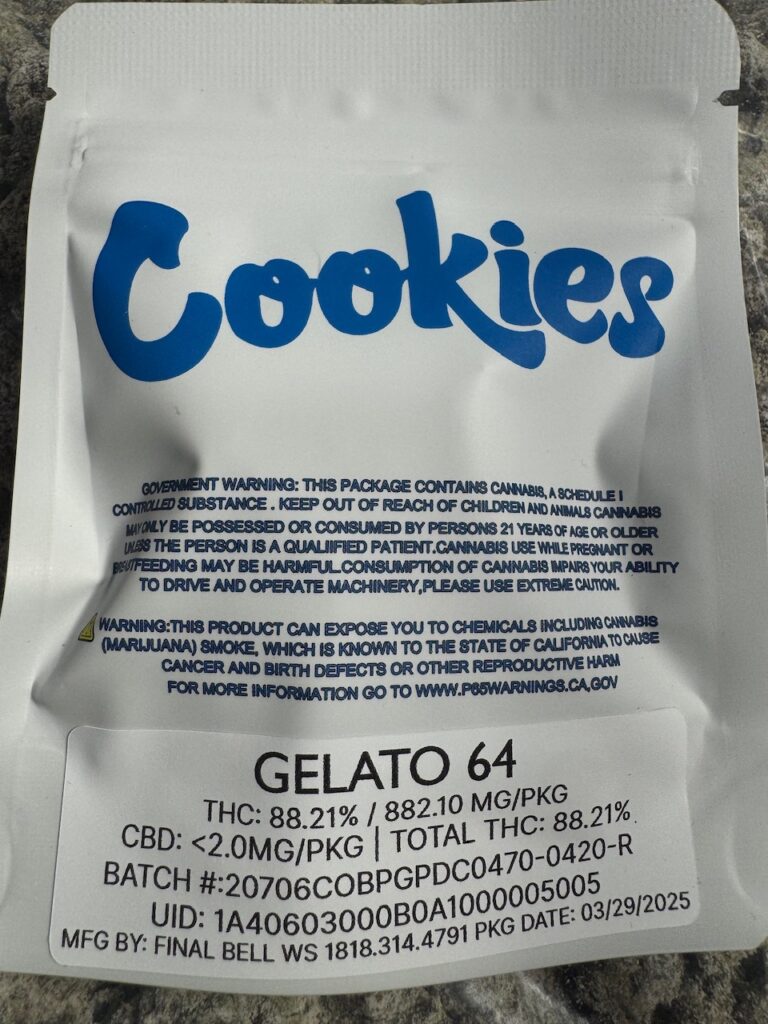 Cookies
GOVERNMENT WARNING: THIS PACKAGE CONTAINS CANNABIS, A SCHEDULE I
CONTROLLED SUBSTANCE . KEEP OUT OF REACH OF CHILDREN AND ANIMALS CANNABIS
MAY ONLY BE POSSESSED OR CONSUMED BY PERSONS 21 YEARS OF AGE OR OLDER
UNLESS THE PERSON IS A QUALIIFIED PATIENT.CANNABIS USE WHILE PREGNANT OR
BREASTFEEDING MAY BE HARMFUL.CONSUMPTION OF CANNABIS IMPAIRS YOUR ABILITY
TO DRIVE AND OPERATE MACHINERY,PLEASE USE EXTREME CAUTION.
WARNING:THIS PRODUCT CAN EXPOSE YOU TO CHEMICALS INCLUDING CANNABIS
(MARIJUANA) SMOKE, WHICH IS KNOWN TO THE STATE OF CALIFORNIA TO CAUSE
CANCER AND BIRTH DEFECTS OR OTHER REPRODUCTIVE HARM
FOR MORE INFORMATION GO TO WWW.P65WARNINGS.CA,GOV
GELATO 64
THC: 88.21% / 882.10 MG/PKG
CBD: <2.0MG/PKG | TOTAL THC: 88.21%
BATCH #:20706COBPGPDC0470-0420-R
UID: 1A40603000B0A1000005005
MFG BY: FINAL BELL WS 1818.314.4791 PKG DATE: 03/29/2025